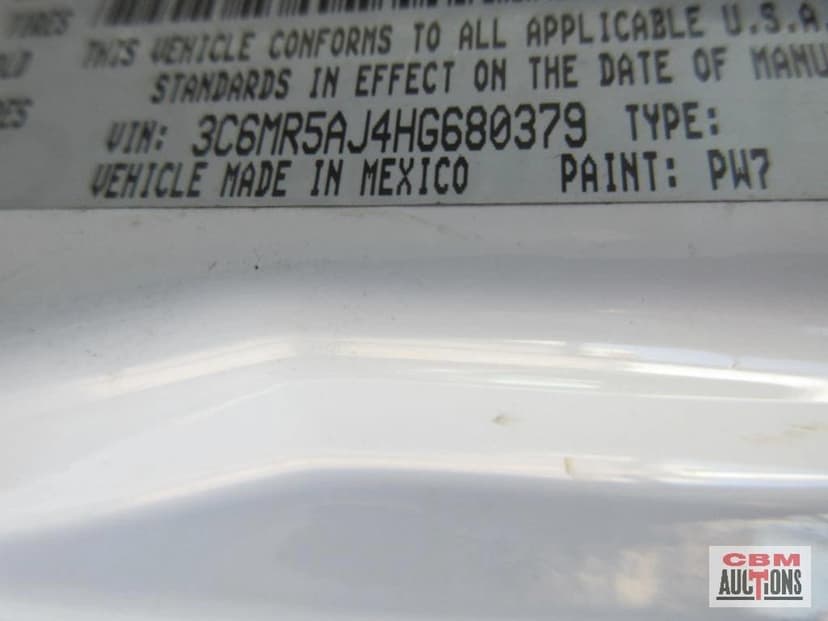 TIRES
THIS VEHICLE CONFORMS TO ALL APPLICABLE U.S.A.
STANDARDS IN EFFECT ON THE DATE OF MANU
VIN: 3C6MR5AJ4HG680379 TYPE:
VEHICLE MADE IN MEXICO PAINT: PW7
CBM
AUCTIONS